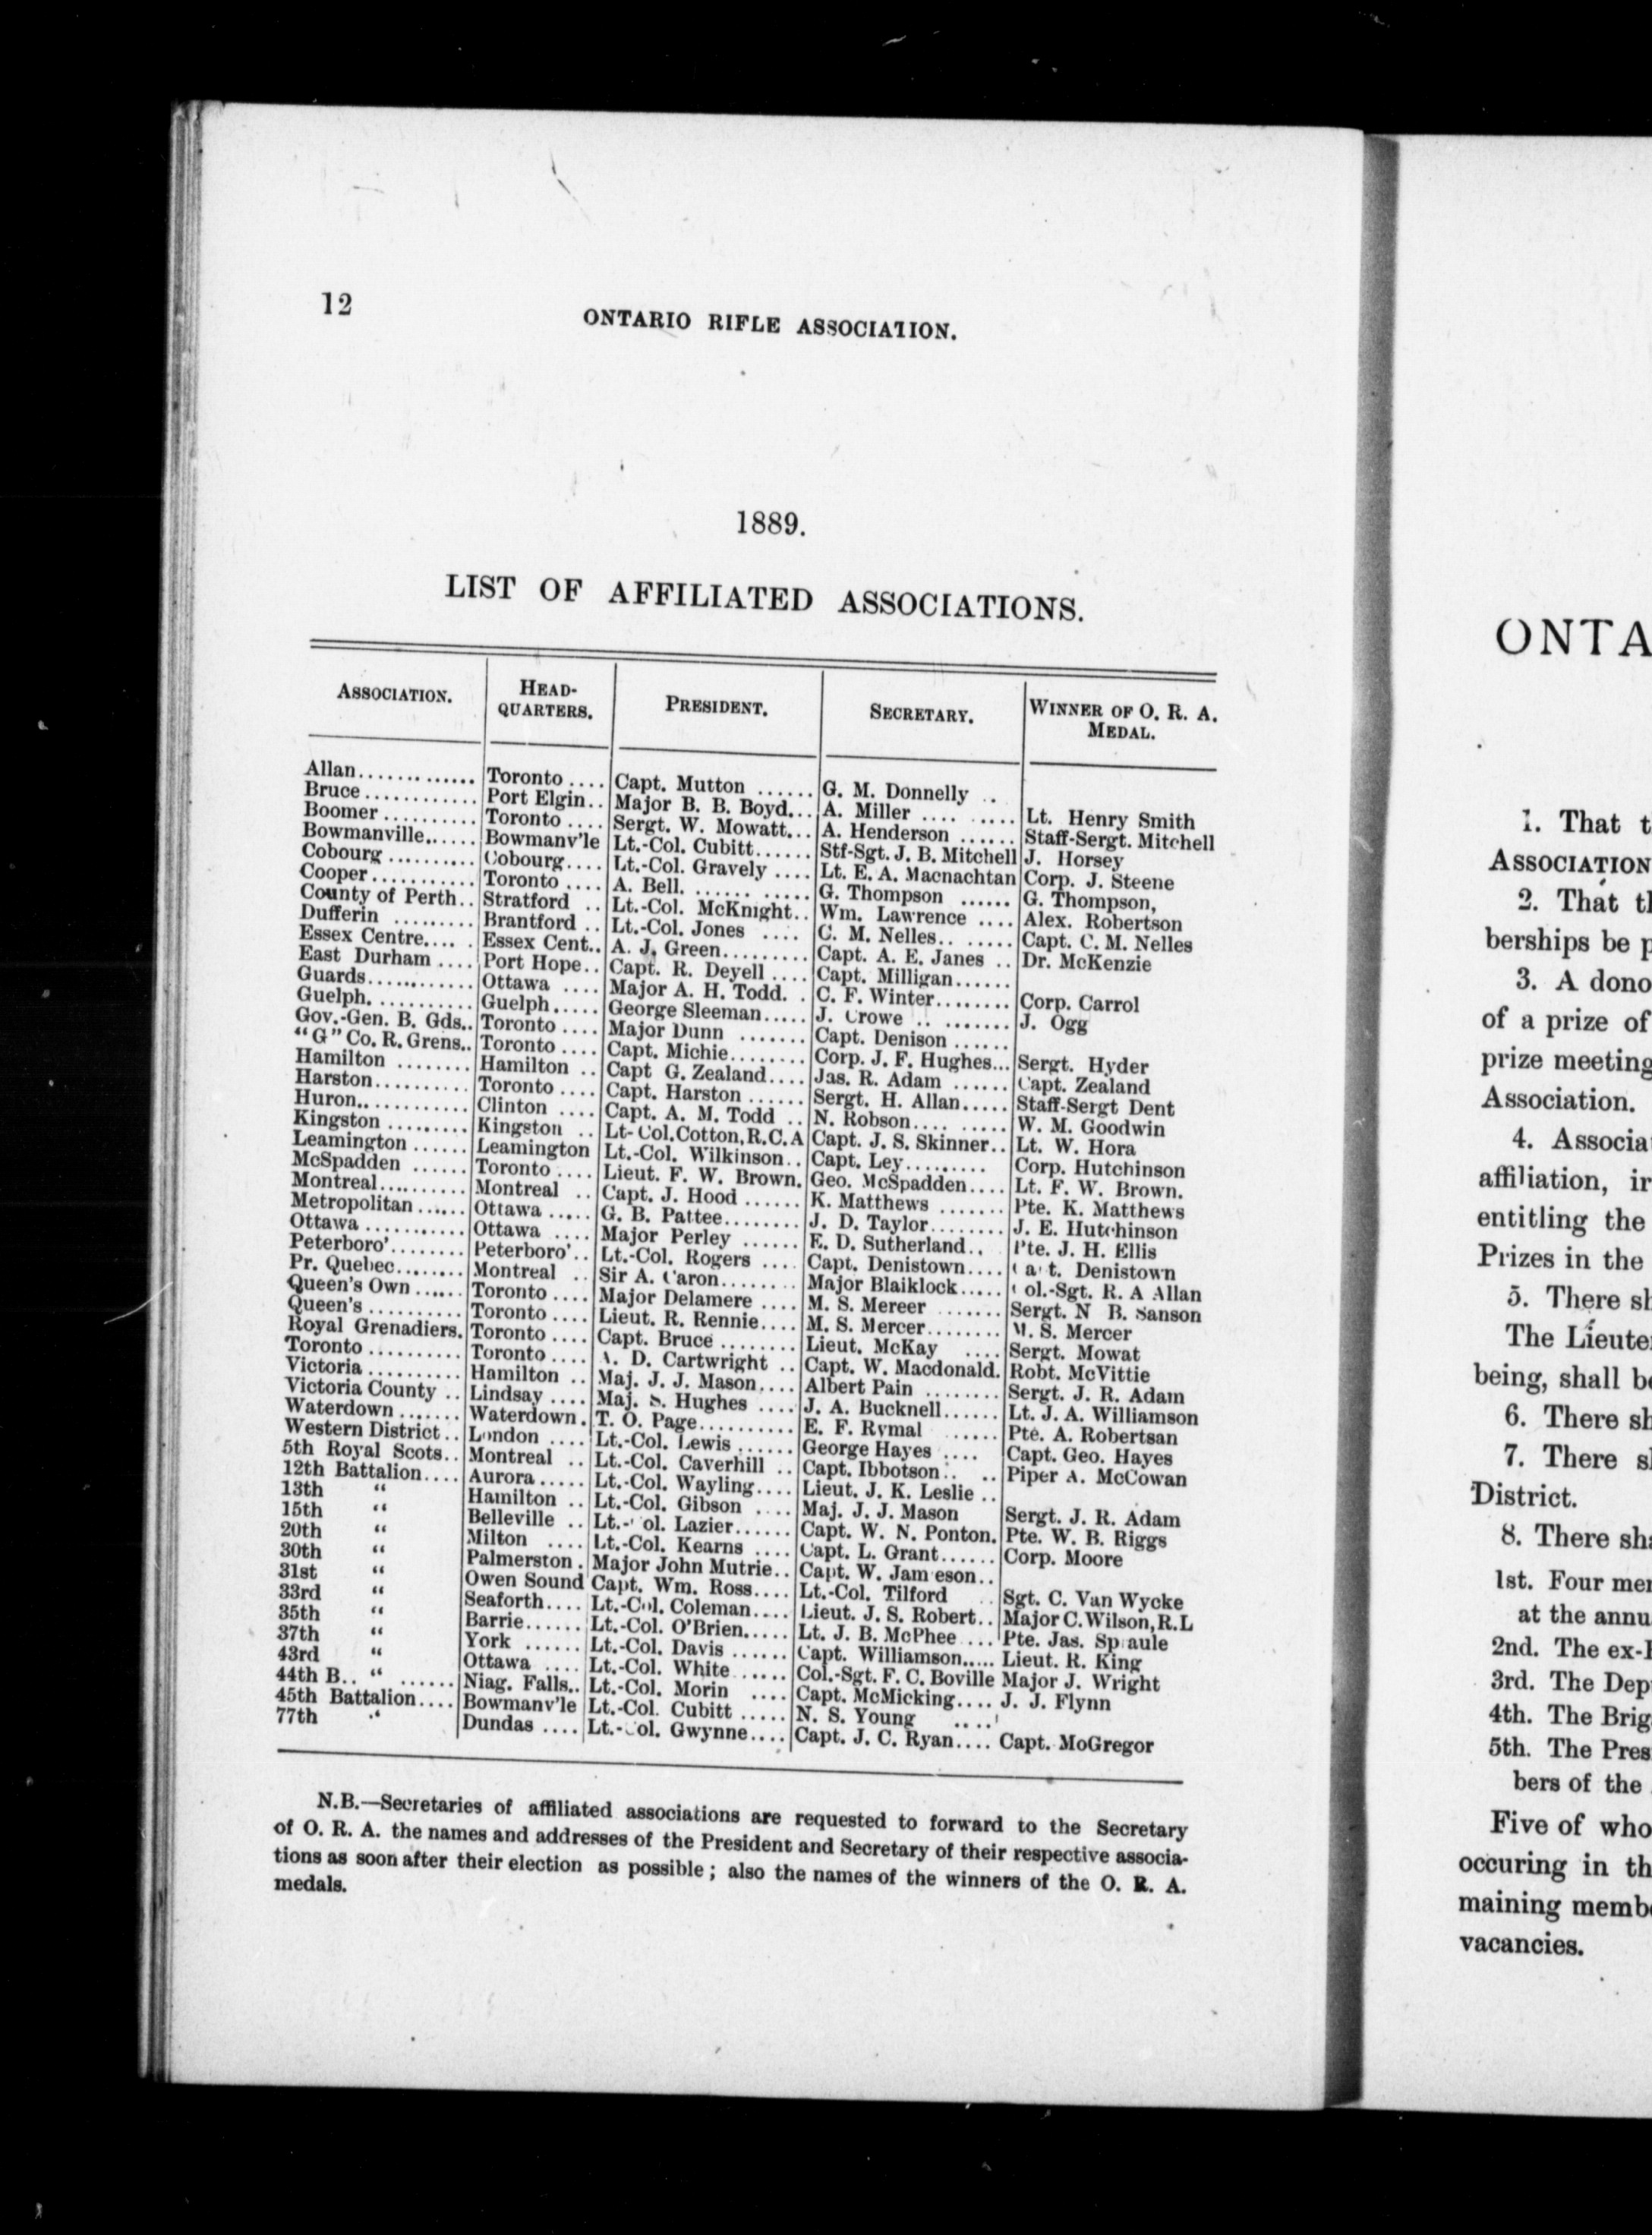 12
ONTARIO RIFLE ASSOCIATION.
1889.
LIST OF AFFILIATED ASSOCIATIONS.
ASSOCIATION. HEAD-QUARTERS. PRESIDENT. SECRETARY. WINNER OF O. R. A. MEDAL.
Allan............. Toronto .... Capt. Mutton ...... G. M. Donnelly ..
Bruce ............ Port Elgin.. Major B. B. Boyd... A. Miller .... ..... Lt. Henry Smith
Boomer .......... Toronto .... Sergt. W. Mowatt... A. Henderson ...... Staff-Sergt. Mitchell
Bowmanville...... Bowmanv'le Lt.-Col. Cubitt...... Stf-Sgt. J. B. Mitchell J. Horsey
Cobourg .......... Cobourg.... Lt.-Col. Gravely .... Lt. E. A. Macnachtan Corp. J. Steene
Cooper ........... Toronto .... A. Bell. ...... ..... G. Thompson ...... G. Thompson,
County of Perth.. Stratford .. Lt.-Col. McKnight.. Wm. Lawrence .... Alex. Robertson
Dufferin ......... Brantford .. Lt.-Col. Jones .... C. M. Nelles.. ..... Capt. C. M. Nelles
Essex Centre.... . Essex Cent.. A. J. Green......... Capt. A. E. Janes .. Dr. McKenzie
East Durham .... Port Hope.. Capt. R. Deyell .... Capt. Milligan......
Guards............ Ottawa .... Major A. H. Todd. . C. F. Winter........ Corp. Carrol
Guelph. .......... Guelph..... George Sleeman..... J. Crowe .. ....... J. Ogg
Gov.-Gen. B. Gds.. Toronto .... Major Dunn ....... Capt. Denison ......
"G" Co. R. Grens.. Toronto .... Capt. Michie........ Corp. J. F. Hughes... Sergt. Hyder
Hamilton ........ Hamilton .. Capt G. Zealand.... Jas. R. Adam ...... Capt. Zealand
Harston.......... Toronto .... Capt. Harston ...... Sergt. H. Allan..... Staff-Sergt Dent
Huron............ Clinton .... Capt. A. M. Todd .. N. Robson.... ..... W. M. Goodwin
Kingston ......... Kingston .. Lt-Col. Cotton, R.C.A Capt. J. S. Skinner.. Lt. W. Hora
Leamington ...... Leamington Lt.-Col. Wilkinson.. Capt. Ley......... Corp. Hutchinson
McSpadden ...... Toronto .... Lieut. F. W. Brown. Geo. McSpadden.... Lt. F. W. Brown.
Montreal.......... Montreal .. Capt. J. Hood ...... K. Matthews ....... Pte. K. Matthews
Metropolitan ...... Ottawa ..... G. B. Pattee........ J. D. Taylor........ J. E. Hutchinson
Ottawa .......... Ottawa .... Major Perley ...... E. D. Sutherland.. Pte. J. H. Ellis
Peterboro'........ Peterboro'.. Lt.-Col. Rogers .... Capt. Denistown.... Denistown
Pr. Quebec........ Montreal .. Sir A. Caron........ Major Blaiklock..... ol.-Sgt. R. A Allan
Queen's Own ...... Toronto .... Major Delamere .... M. S. Mereer ....... Sergt. N B. Sanson
Queen's .......... Toronto .... Lieut. R. Rennie.... M. S. Mercer........ M. S. Mercer
Royal Grenadiers. Toronto .... Capt. Bruce ........ Lieut. McKay .... Sergt. Mowat
Toronto .......... Toronto .... A. D. Cartwright .. Capt. W. Macdonald. Robt. McVittie
Victoria .......... Hamilton .. Maj. J. J. Mason.... Albert Pain ........ Sergt. J. R. Adam
Victoria County .. Lindsay .... Maj. S. Hughes .... J. A. Bucknell...... Lt. J. A. Williamson
Waterdown ....... Waterdown. T. O. Page.......... E. F. Rymal ..... Pte. A. Robertsan
Western District.. London .... Lt.-Col. Lewis ...... George Hayes .... Capt. Geo. Hayes
5th Royal Scots.. Montreal .. Lt.-Col. Caverhill .. Capt. Ibbotson.. .. Piper A. McCowan
12th Battalion.... Aurora ..... Lt.-Col. Wayling.... Lieut. J. K. Leslie ..
13th " Hamilton .. Lt.-Col. Gibson .... Maj. J. J. Mason Sergt. J. R. Adam
15th " Belleville .. Lt.- ol. Lazier...... Capt. W. N. Ponton. Pte. W. B. Riggs
20th " Milton .... Lt.-Col. Kearns .... Capt. L. Grant...... Corp. Moore
30th " Palmerston . Major John Mutrie.. Capt. W. Jameson..
31st " Owen Sound Capt. Wm. Ross.... Lt.-Col. Tilford .. Sgt. C. Van Wycke
33rd " Seaforth.... Lt.-Col. Coleman.... Lieut. J. S. Robert.. Major C. Wilson, R.L
35th " Barrie...... Lt.-Col. O'Brien..... Lt. J. B. McPhee .... Pte. Jas. Sp aule
37th " York ...... Lt.-Col. Davis ...... Capt. Williamson..... Lieut. R. King
43rd " Ottawa .... Lt.-Col. White ...... Col.-Sgt. F. C. Boville Major J. Wright
44th B.. " ...... Niag. Falls.. Lt.-Col. Morin .... Capt. McMicking.... J. J. Flynn
45th Battalion.... Bowmanv'le Lt.-Col. Cubitt ..... N. S. Young ....
77th " Dundas .... Lt.-Col. Gwynne.... Capt. J. C. Ryan.... Capt. MoGregor
N.B.—Secretaries of affiliated associations are requested to forward to the Secretary
of O. R. A. the names and addresses of the President and Secretary of their respective associa-
tions as soon after their election as possible ; also the names of the winners of the O. R. A.
medals.
ONTA
1. That t
ASSOCIATION
2. That tl
berships be p
3. A dono
of a prize of
prize meeting
Association.
4. Associa
affiliation, ir
entitling the
Prizes in the
5. There sh
The Lieute
being, shall be
6. There sh
7. There sl
District.
8. There sha
1st. Four mer
at the annu
2nd. The ex-
3rd. The Dep
4th. The Brig
5th. The Pres
bers of the
Five of who
occuring in th
maining memb
vacancies.